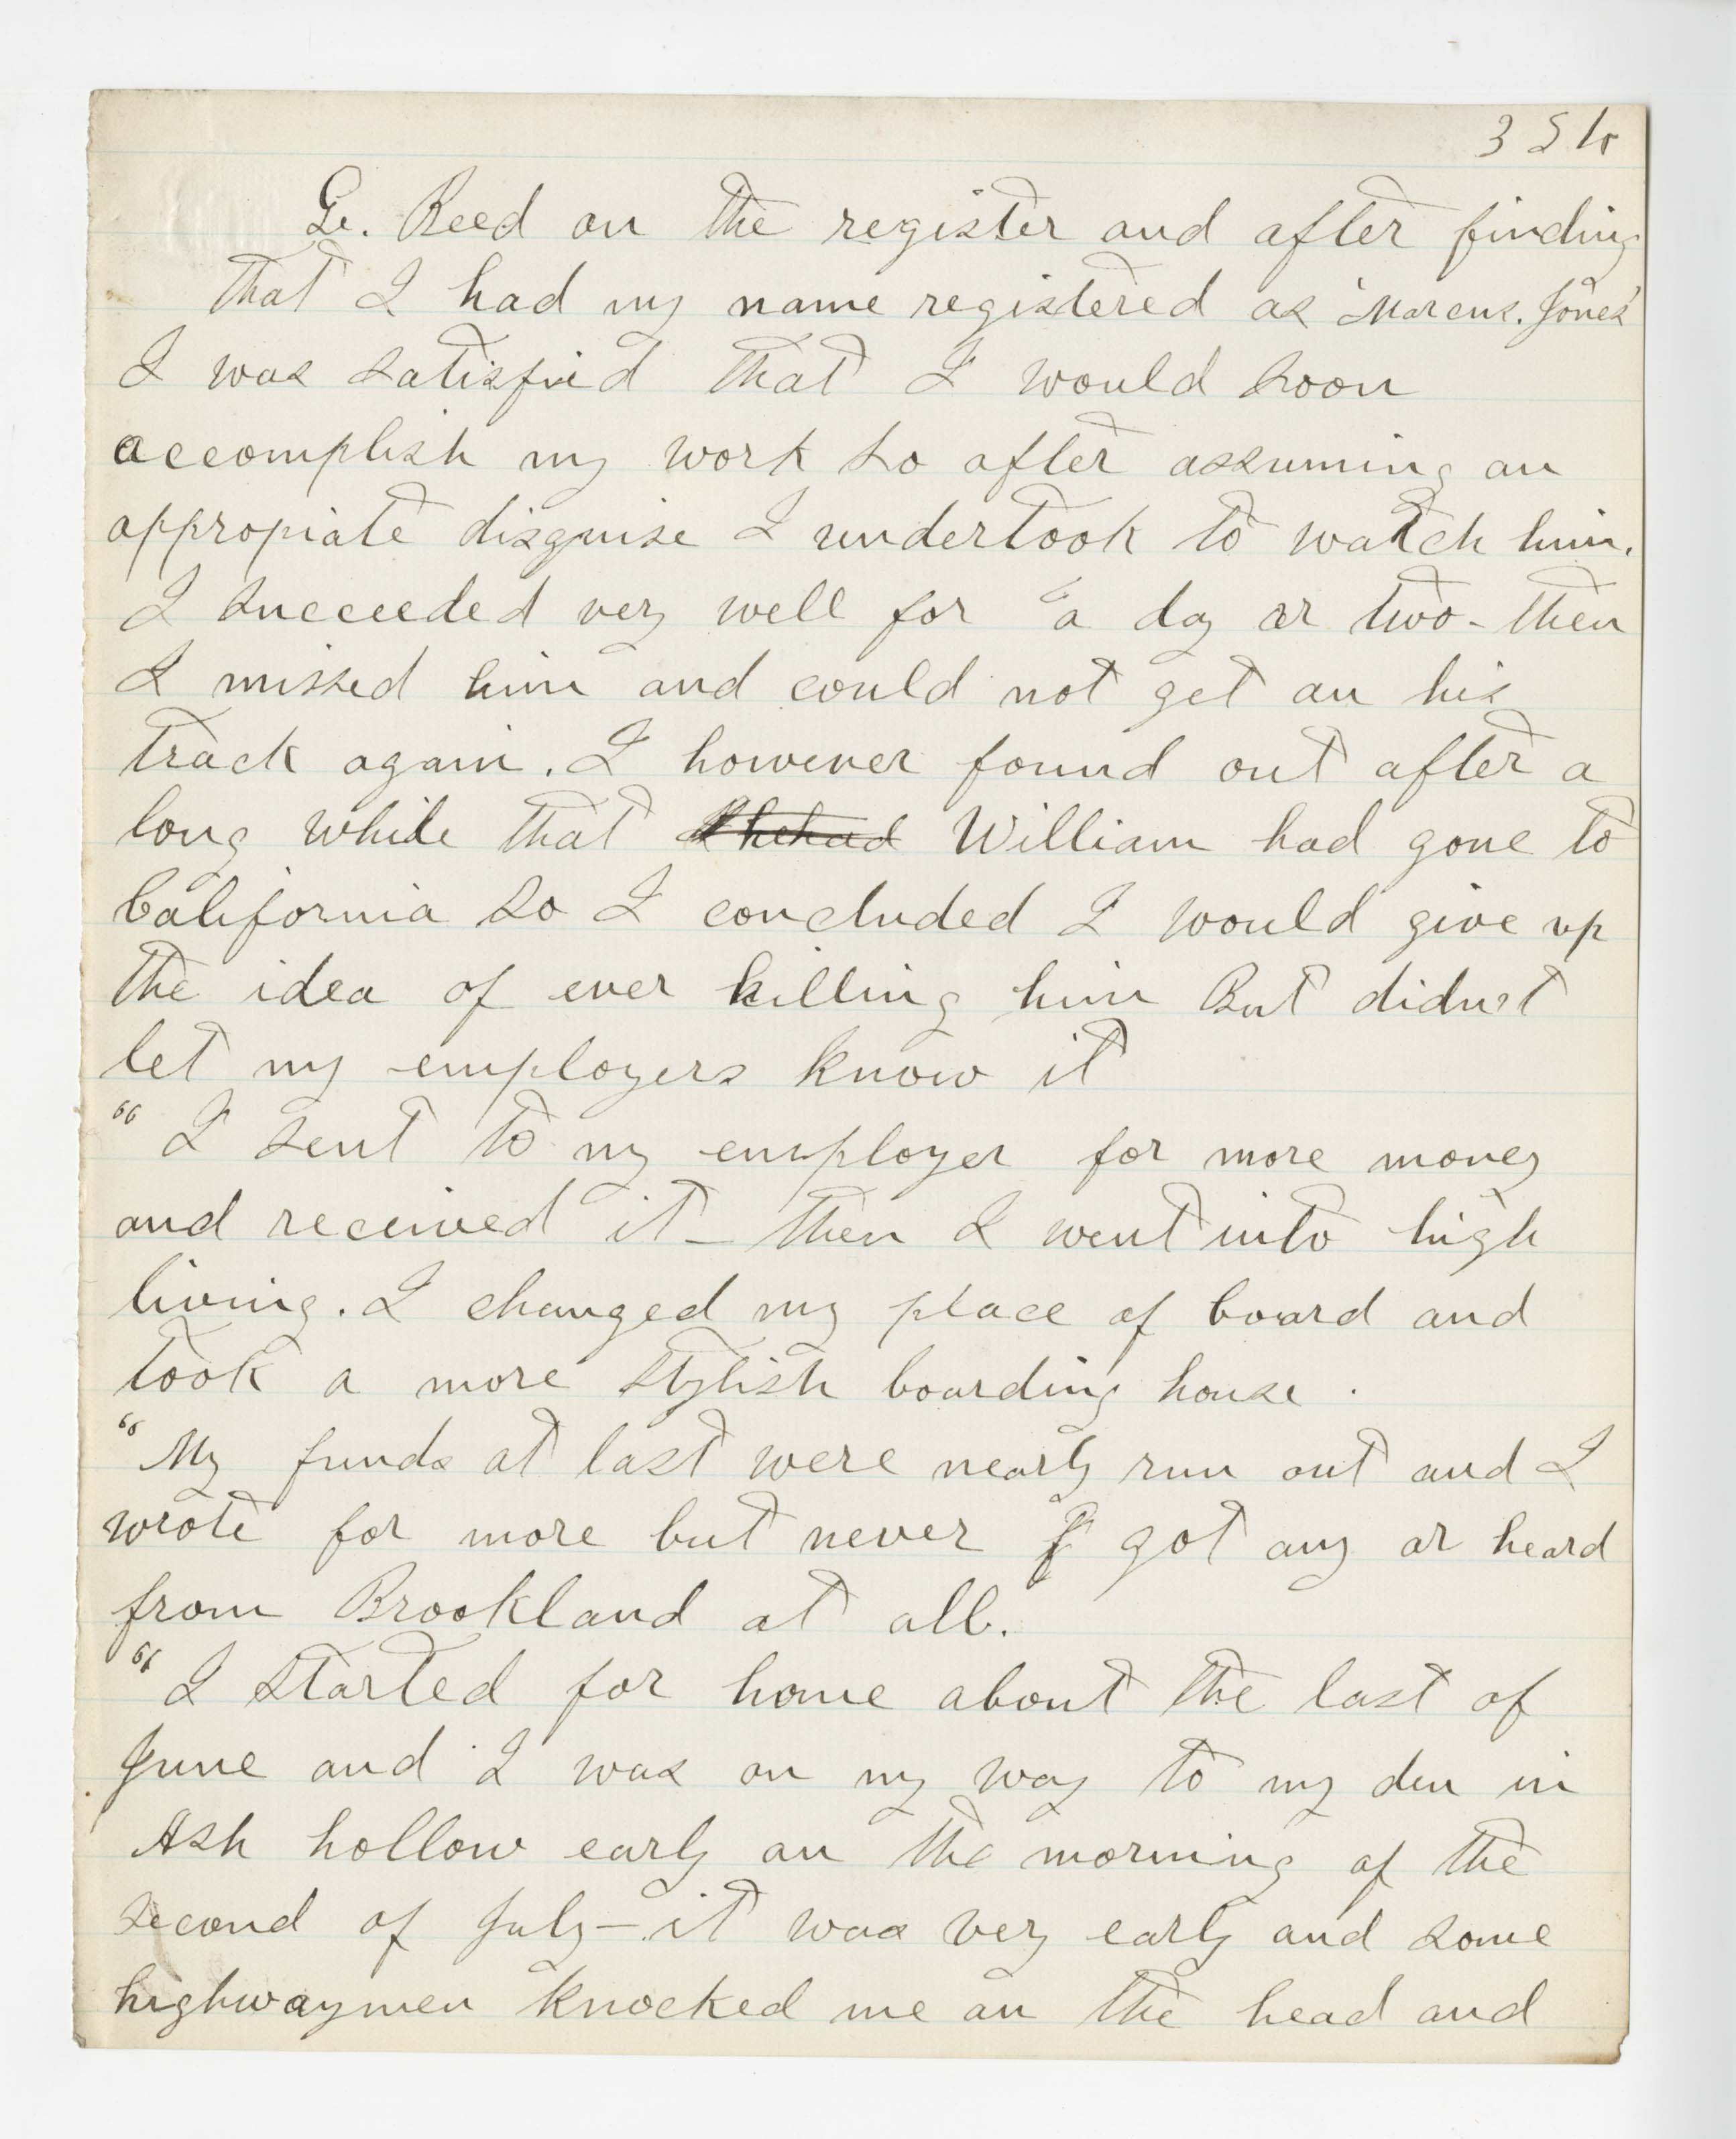 35
G. Reed on the register and after finding
that I had my name registered as 'Marcus. Jones'
I was satisfied that I would soon
accomplish my work so after assuming an
appropiate disguise I undertook to watch him.
I succeeded very well for a day or two - then
I missed him and could not get on his
track again. I however found out after a
long while that William had gone to
California so I concluded I would give up
the idea of ever killing him But didn't
let my employers know it
" I sent to my employer for more money
and received it - then I went into high
living. I changed my place of board and
took a more stylish boarding house.
" My funds at last were nearly run out and I
wrote for more but never I got any or heard
from Brookland at all.
" I started for home about the last of
June and I was on my way to my den in
Ash hollow early on the morning of the
second of July - it was very early and some
highwaymen knocked me on the head and